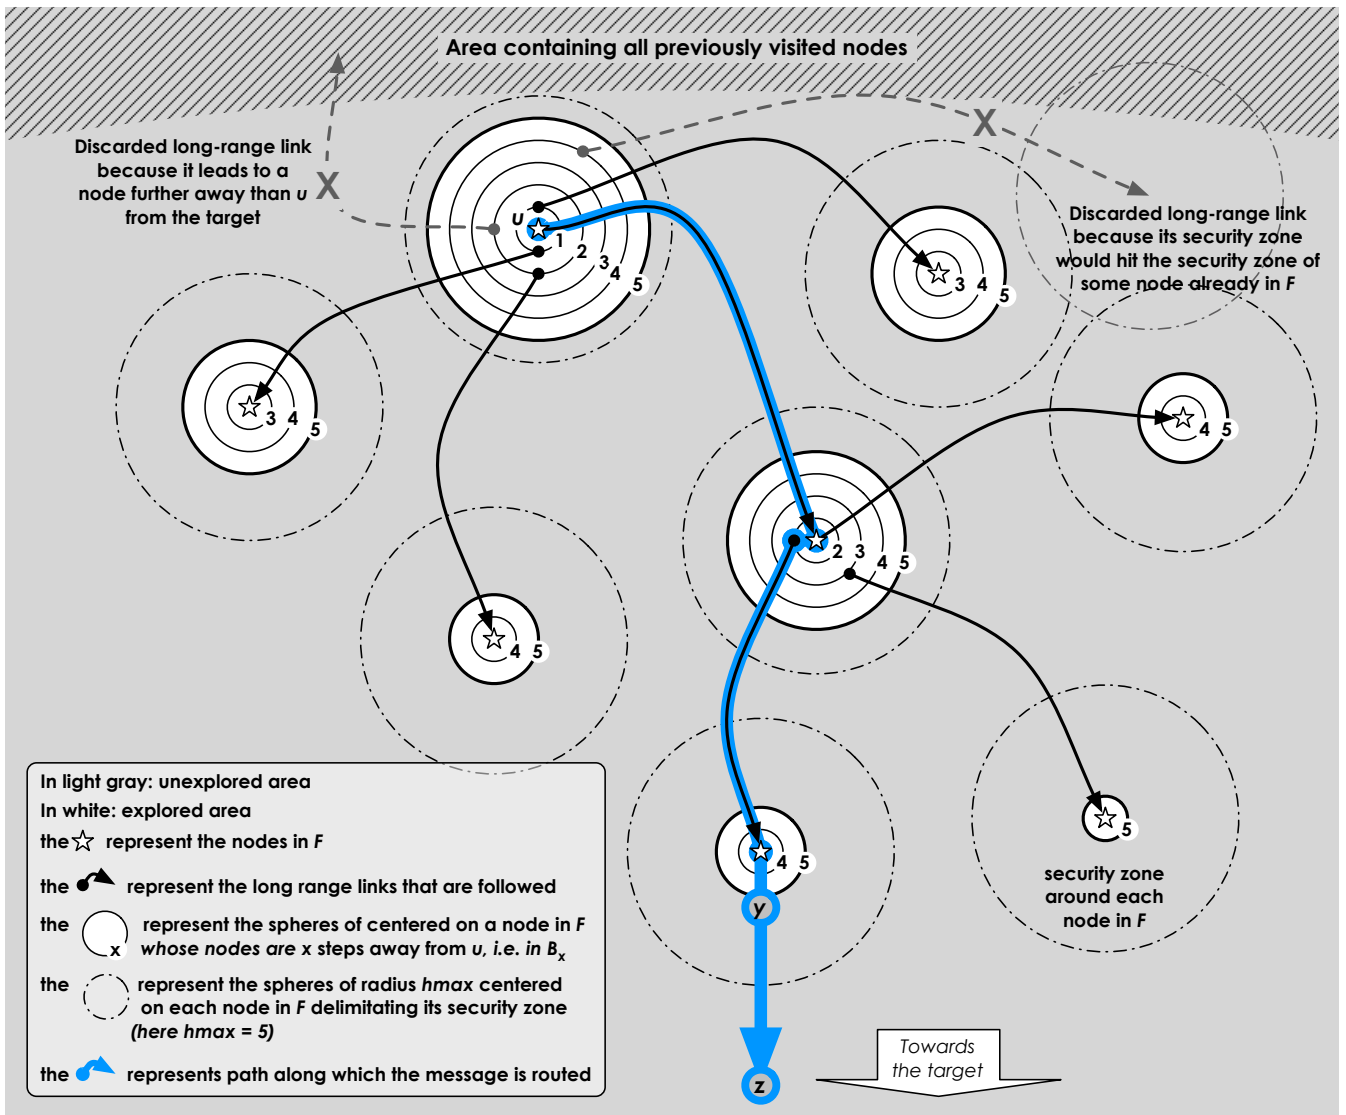 Area containing all previously visited nodes
Discarded long-range link
because it leads to a
node further away than u
from the target
X
X
u
1
2
3
4
5
3 4 5
Discarded long-range link
because its security zone
would hit the security zone of
some node already in F
3 4 5
4 5
2 3 4 5
4 5
4 5
5
y
z
security zone
around each
node in F
In light gray: unexplored area
In white: explored area
the represent the nodes in F
the represent the long range links that are followed
the represent the spheres of centered on a node in F
x whose nodes are x steps away from u, i.e. in Bx
the represent the spheres of radius hmax centered
on each node in F delimitating its security zone
(here hmax = 5)
the represents path along which the message is routed
Towards
the target